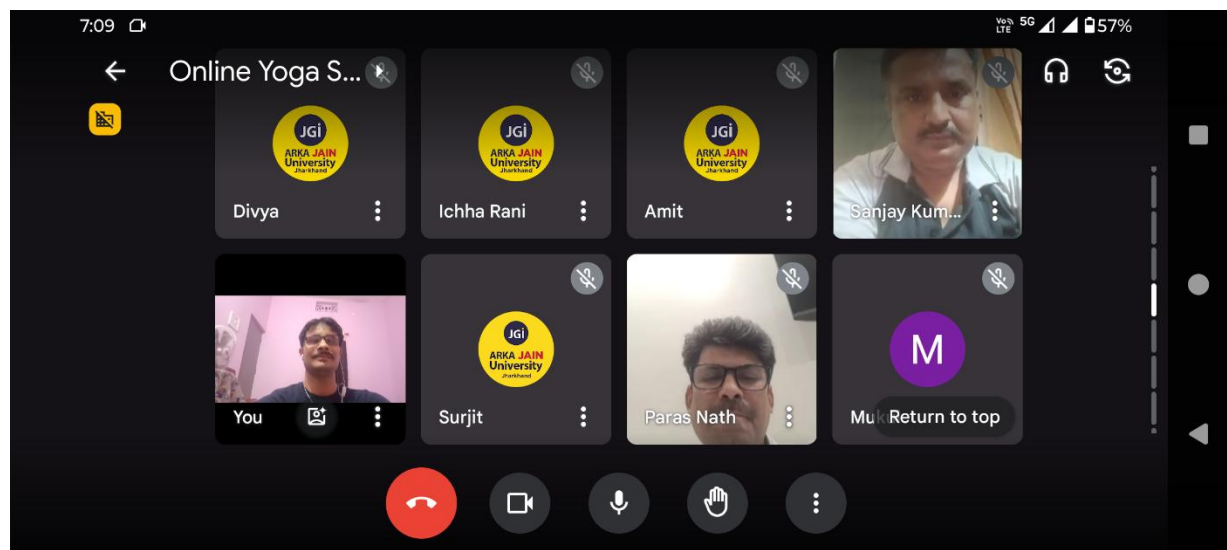 7:09 Vo)) LTE 5G 57%
Online Yoga S...
JGi
ARKA JAIN
University
Jharkhand
Divya
JGi
ARKA JAIN
University
Jharkhand
Ichha Rani
JGi
ARKA JAIN
University
Jharkhand
Amit
Sanjay Kum...
You
JGi
ARKA JAIN
University
Jharkhand
Surjit
Paras Nath
M
Return to top